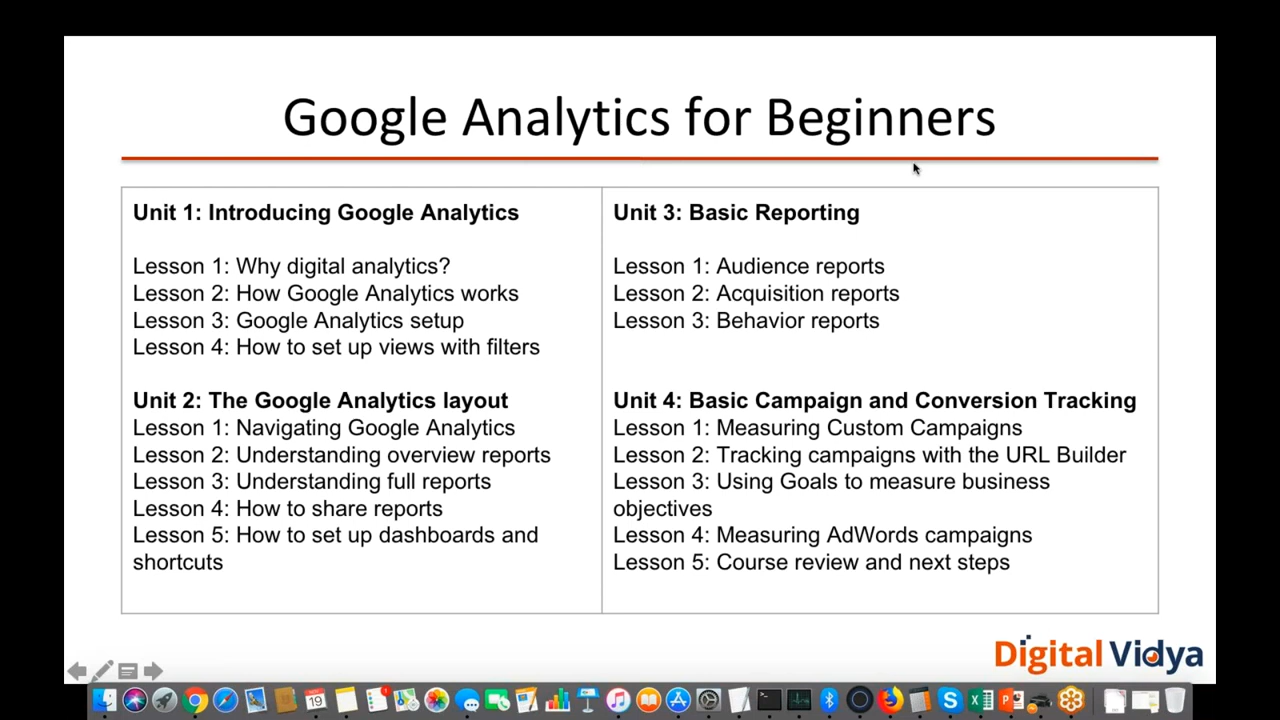 Google Analytics for Beginners
Unit 1: Introducing Google Analytics
Lesson 1: Why digital analytics?
Lesson 2: How Google Analytics works
Lesson 3: Google Analytics setup
Lesson 4: How to set up views with filters
Unit 2: The Google Analytics layout
Lesson 1: Navigating Google Analytics
Lesson 2: Understanding overview reports
Lesson 3: Understanding full reports
Lesson 4: How to share reports
Lesson 5: How to set up dashboards and
shortcuts
Unit 3: Basic Reporting
Lesson 1: Audience reports
Lesson 2: Acquisition reports
Lesson 3: Behavior reports
Unit 4: Basic Campaign and Conversion Tracking
Lesson 1: Measuring Custom Campaigns
Lesson 2: Tracking campaigns with the URL Builder
Lesson 3: Using Goals to measure business
objectives
Lesson 4: Measuring AdWords campaigns
Lesson 5: Course review and next steps
Digital Vidya
19